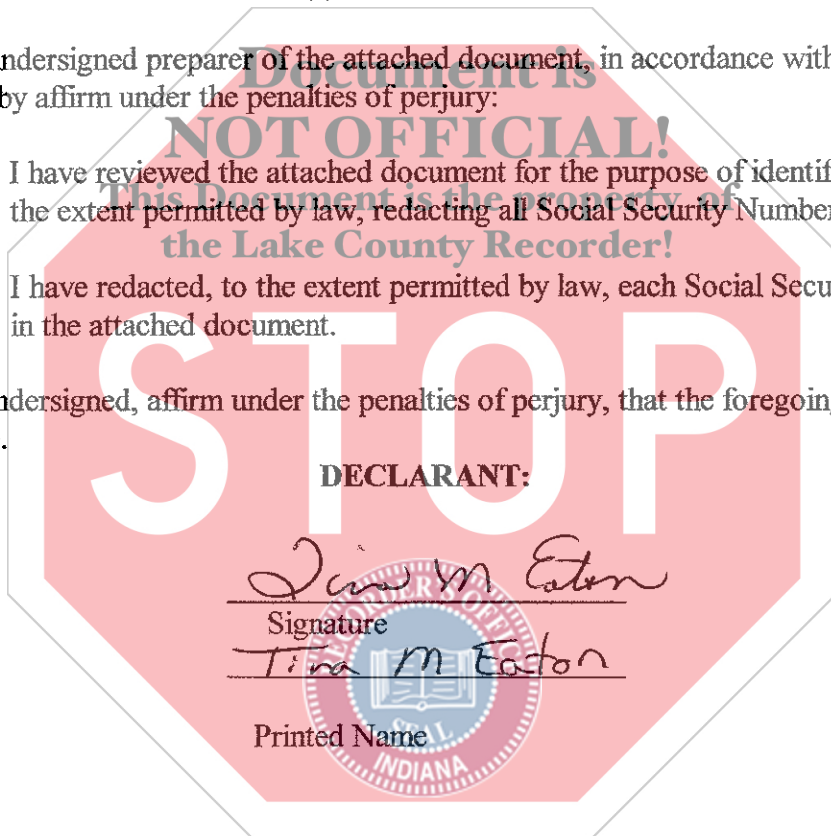 ndersigned preparer of the attached document, in accordance with
Document is
by affirm under the penalties of perjury:
NOT OFFICIAL!
I have reviewed the attached document for the purpose of identif
This Document is the property of
the extent permitted by law, redacting all Social Security Number
the Lake County Recorder!
I have redacted, to the extent permitted by law, each Social Secu
in the attached document.
STOP
ndersigned, affirm under the penalties of perjury, that the foregoing
.
DECLARANT:
Tina M Eaton
RECORDER'S OFFICE
Signature
Tina M Eaton
SEAL
Printed Name
INDIANA